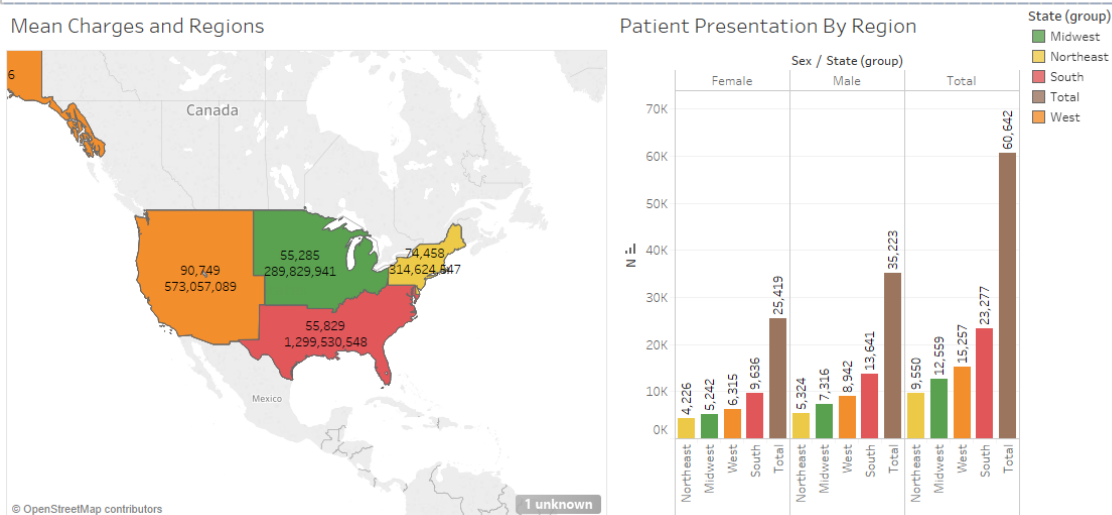 Mean Charges and Regions
6
Canada
90,749
573,057,089
55,285
289,829,941
74,458
314,624,647
55,829
1,299,530,548
Mexico
© OpenStreetMap contributors
1 unknown
Patient Presentation By Region
Sex / State (group)
Female
Male
Total
70K
60K
50K
40K
30K
20K
10K
0K
N
4,226
5,242
6,315
9,636
25,419
5,324
7,316
8,942
13,641
35,223
9,550
12,559
15,257
23,277
60,642
Northeast
Midwest
West
South
Total
Northeast
Midwest
West
South
Total
Northeast
Midwest
West
South
Total
State (group)
Midwest
Northeast
South
Total
West